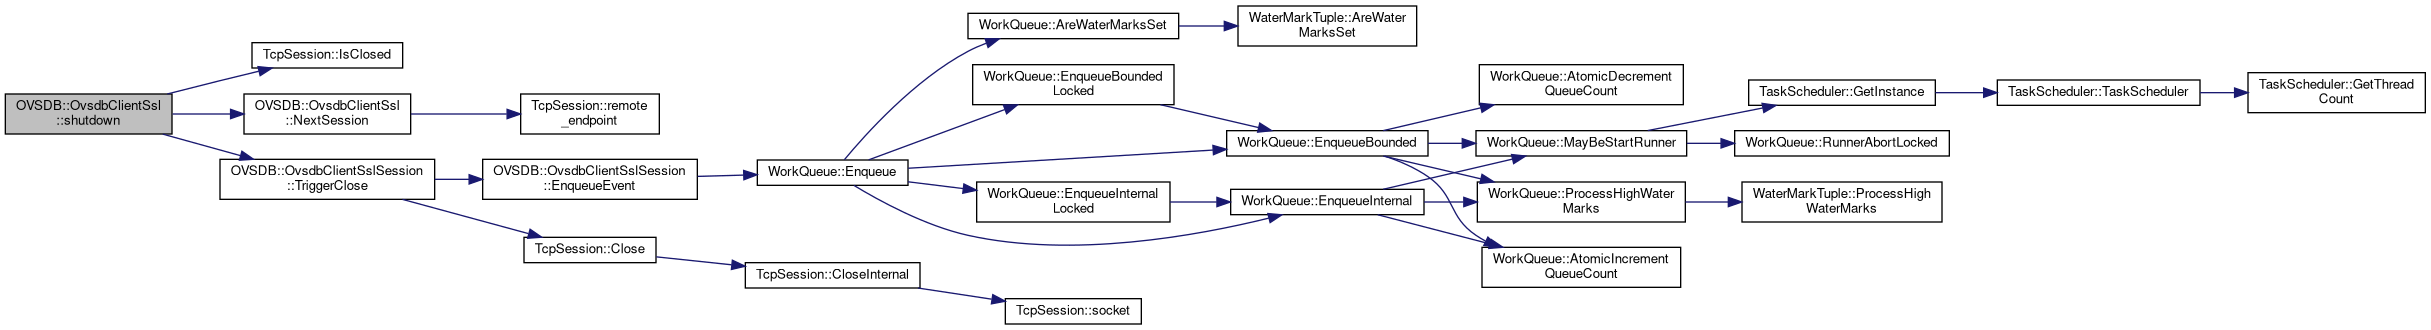 OVSDB::OvsdbClientSsl
::shutdown
TcpSession::IsClosed
OVSDB::OvsdbClientSsl
::NextSession
OVSDB::OvsdbClientSslSession
::TriggerClose
TcpSession::remote
_endpoint
OVSDB::OvsdbClientSslSession
::EnqueueEvent
TcpSession::Close
WorkQueue::Enqueue
TcpSession::CloseInternal
WorkQueue::AreWaterMarksSet
WorkQueue::EnqueueBounded
Locked
WorkQueue::EnqueueInternal
Locked
TcpSession::socket
WaterMarkTuple::AreWater
MarksSet
WorkQueue::EnqueueBounded
WorkQueue::EnqueueInternal
WorkQueue::AtomicDecrement
QueueCount
WorkQueue::MayBeStartRunner
WorkQueue::ProcessHighWater
Marks
WorkQueue::AtomicIncrement
QueueCount
TaskScheduler::GetInstance
WorkQueue::RunnerAbortLocked
WaterMarkTuple::ProcessHigh
WaterMarks
TaskScheduler::TaskScheduler
TaskScheduler::GetThread
Count